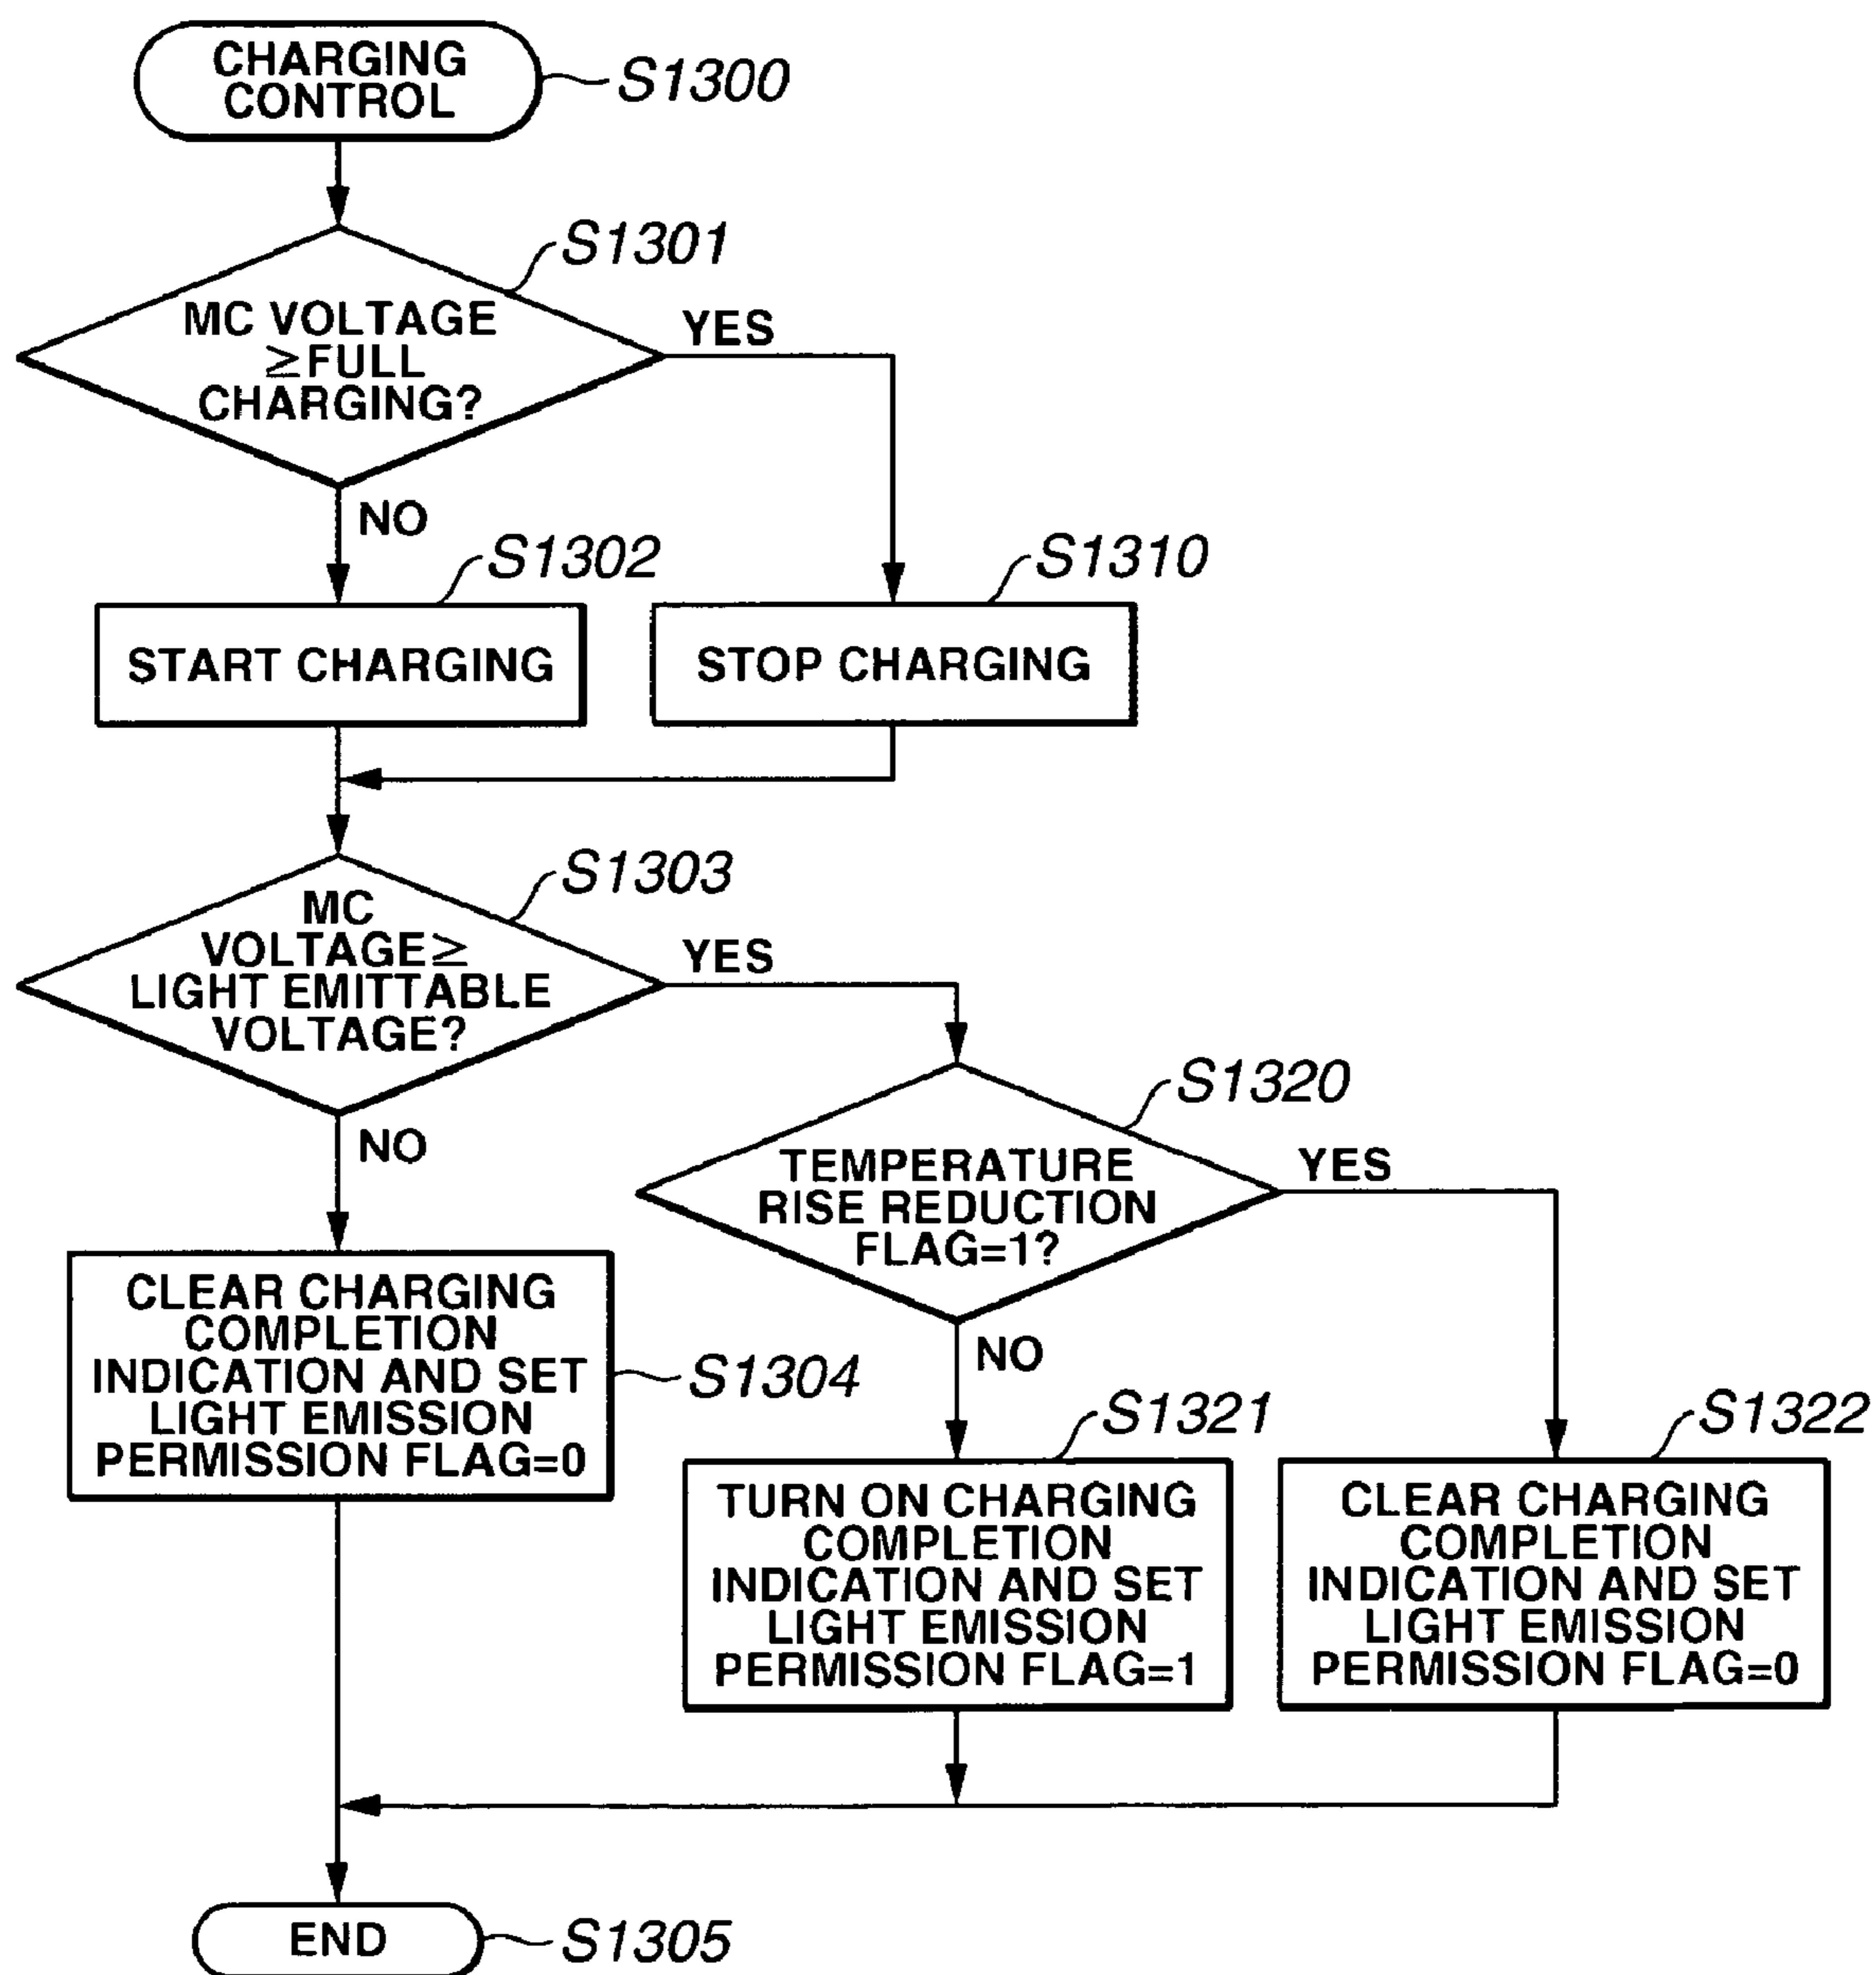 CHARGING
CONTROL
S1300
S1301
MC VOLTAGE
≥FULL
CHARGING?
YES
NO
S1302
S1310
START CHARGING
STOP CHARGING
S1303
MC
VOLTAGE≥
LIGHT EMITTABLE
VOLTAGE?
YES
NO
S1320
TEMPERATURE
RISE REDUCTION
FLAG=1?
YES
NO
CLEAR CHARGING
COMPLETION
INDICATION AND SET
LIGHT EMISSION
PERMISSION FLAG=0
S1304
S1321
TURN ON CHARGING
COMPLETION
INDICATION AND SET
LIGHT EMISSION
PERMISSION FLAG=1
S1322
CLEAR CHARGING
COMPLETION
INDICATION AND SET
LIGHT EMISSION
PERMISSION FLAG=0
END
S1305